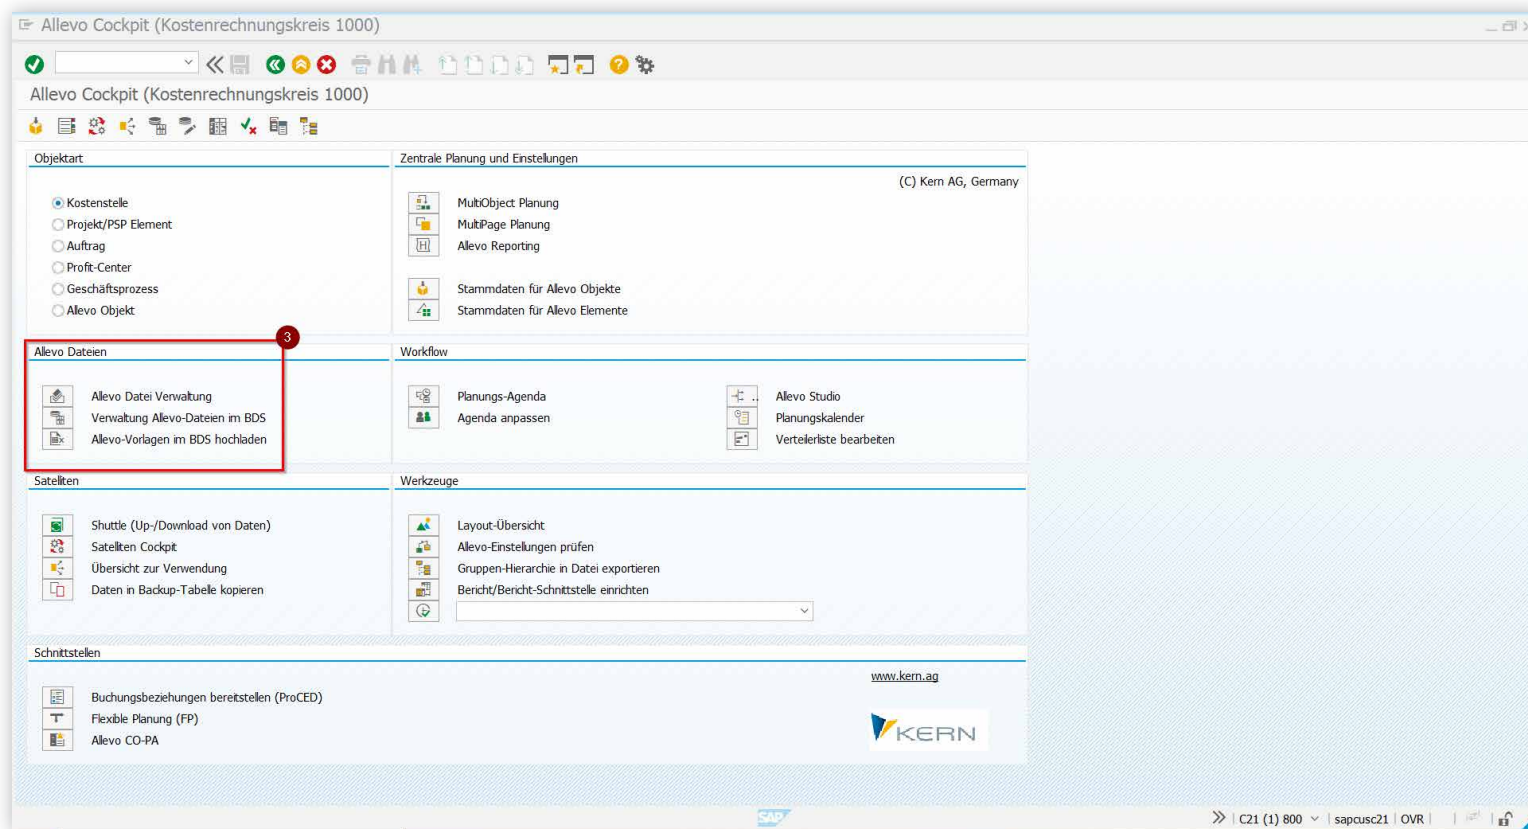 Allevo Cockpit (Kostenrechnungskreis 1000)
Allevo Cockpit (Kostenrechnungskreis 1000)
Objektart
Kostenstelle
Projekt/PSP Element
Auftrag
Profit-Center
Geschäftsprozess
Allevo Objekt
Zentrale Planung und Einstellungen
(C) Kern AG, Germany
MultiObject Planung
MultiPage Planung
Allevo Reporting
Stammdaten für Allevo Objekte
Stammdaten für Allevo Elemente
3
Allevo Dateien
Allevo Datei Verwaltung
Verwaltung Allevo-Dateien im BDS
Allevo-Vorlagen im BDS hochladen
Workflow
Planungs-Agenda
Agenda anpassen
Allevo Studio
Planungskalender
Verteilerliste bearbeiten
Sateliten
Shuttle (Up-/Download von Daten)
Satelliten Cockpit
Übersicht zur Verwendung
Daten in Backup-Tabelle kopieren
Werkzeuge
Layout-Übersicht
Allevo-Einstellungen prüfen
Gruppen-Hierarchie in Datei exportieren
Bericht/Bericht-Schnittstelle einrichten
Schnittstellen
Buchungsbeziehungen bereitstellen (ProCED)
Flexible Planung (FP)
Allevo CO-PA
www.kern.ag
KERN
SAP
C21 (1) 800
sapcusc21
OVR